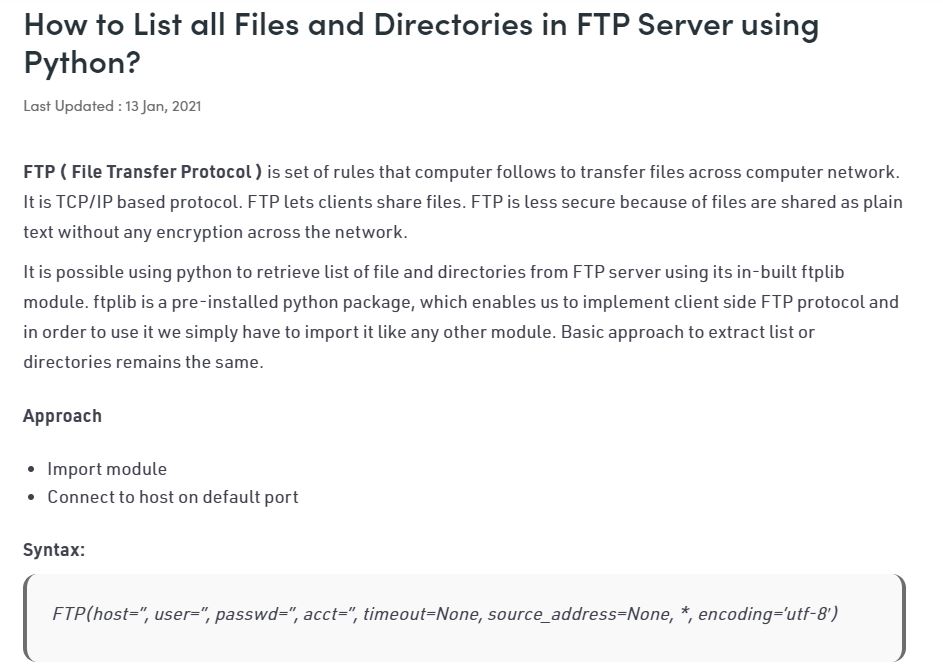 How to List all Files and Directories in FTP Server using
Python?
Last Updated : 13 Jan, 2021
FTP ( File Transfer Protocol ) is set of rules that computer follows to transfer files across computer network.
It is TCP/IP based protocol. FTP lets clients share files. FTP is less secure because of files are shared as plain
text without any encryption across the network.
It is possible using python to retrieve list of file and directories from FTP server using its in-built ftplib
module. ftplib is a pre-installed python package, which enables us to implement client side FTP protocol and
in order to use it we simply have to import it like any other module. Basic approach to extract list or
directories remains the same.
Approach
• Import module
• Connect to host on default port
Syntax:
FTP(host=”, user=”, passwd=”, acct=”, timeout=None, source_address=None, *, encoding=’utf-8′)